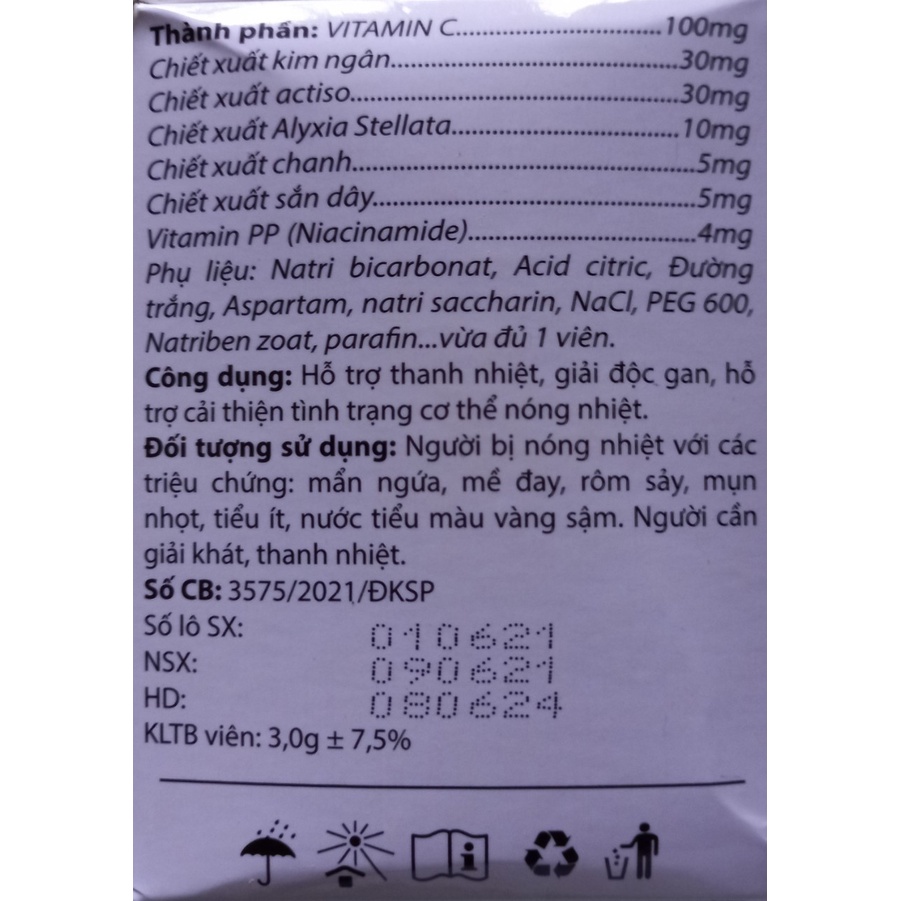 Thành phần: VITAMIN C..............................100mg
Chiết xuất kim ngân..........................................30mg
Chiết xuất actiso................................................30mg
Chiết xuất Alyxia Stellata.................................10mg
Chiết xuất chanh.................................................5mg
Chiết xuất sắn dây..............................................5mg
Vitamin PP (Niacinamide).................................4mg
Phụ liệu: Natri bicarbonat, Acid citric, Đường
trắng, Aspartam, natri saccharin, NaCl, PEG 600,
Natriben zoat, parafin...vừa đủ 1 viên.
Công dụng: Hỗ trợ thanh nhiệt, giải độc gan, hỗ
trợ cải thiện tình trạng cơ thể nóng nhiệt.
Đối tượng sử dụng: Người bị nóng nhiệt với các
triệu chứng: mẩn ngứa, mề đay, rôm sảy, mụn
nhọt, tiểu ít, nước tiểu màu vàng sậm. Người cần
giải khát, thanh nhiệt.
Số CB: 3575/2021/ĐKSP
Số lô SX: 010621
NSX: 090621
HD: 080624
KLTB viên: 3,0g ± 7,5%